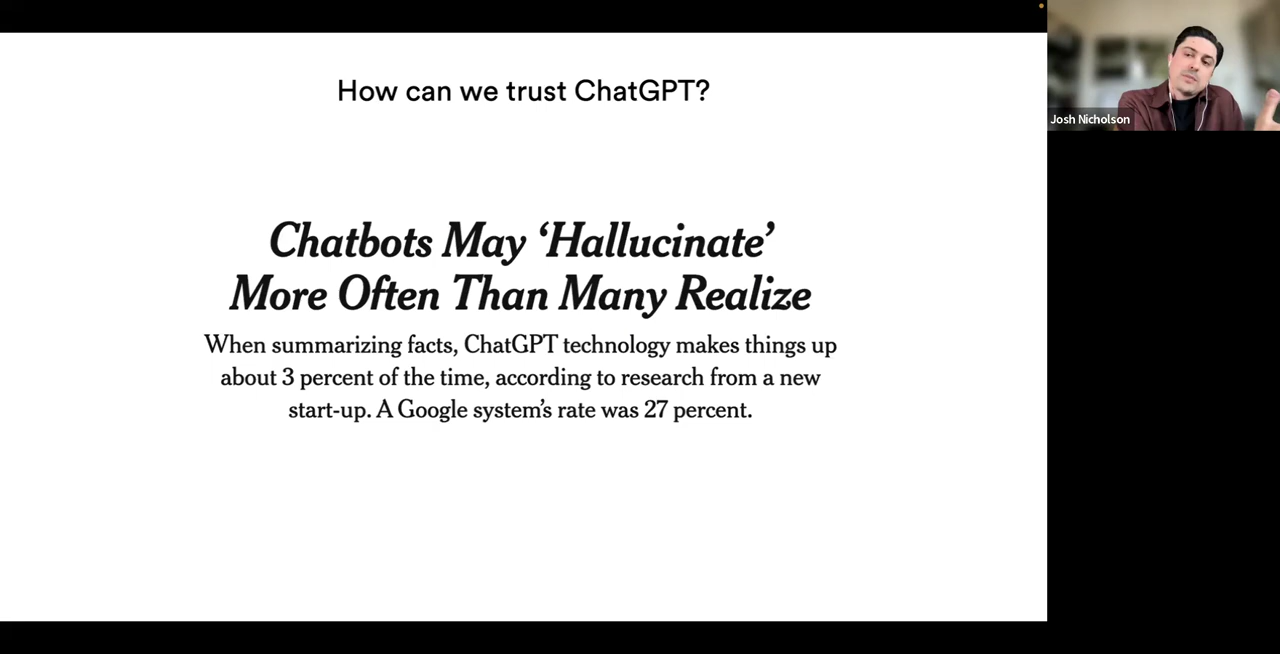 How can we trust ChatGPT?
Chatbots May ‘Hallucinate’
More Often Than Many Realize
When summarizing facts, ChatGPT technology makes things up
about 3 percent of the time, according to research from a new
start-up. A Google system’s rate was 27 percent.
Josh Nicholson